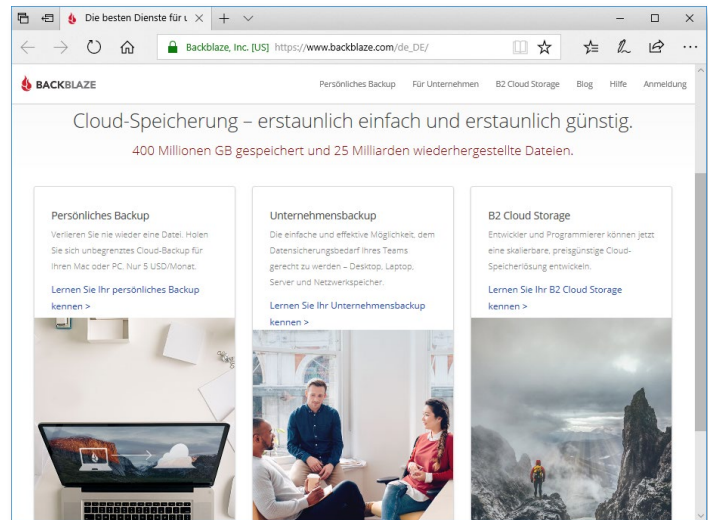 Die besten Dienste für u
Backblaze, Inc. [US] https://www.backblaze.com/de_DE/
BACKBLAZE
Persönliches Backup Für Unternehmen B2 Cloud Storage Blog Hilfe Anmeldung
Cloud-Speicherung – erstaunlich einfach und erstaunlich günstig.
400 Millionen GB gespeichert und 25 Milliarden wiederhergestellte Dateien.
Persönliches Backup
Verlieren Sie nie wieder eine Datei. Holen
Sie sich unbegrenztes Cloud-Backup für
Ihren Mac oder PC. Nur 5 USD/Monat.
Lernen Sie Ihr persönliches Backup
kennen >
Unternehmensbackup
Die einfache und effektive Möglichkeit, dem
Datensicherungsbedarf Ihres Teams
gerecht zu werden – Desktop, Laptop,
Server und Netzwerkspeicher.
Lernen Sie Ihr Unternehmensbackup
kennen >
B2 Cloud Storage
Entwickler und Programmierer können jetzt
eine skalierbare, preisgünstige Cloud-
Speicherlösung entwickeln.
Lernen Sie Ihr B2 Cloud Storage
kennen >